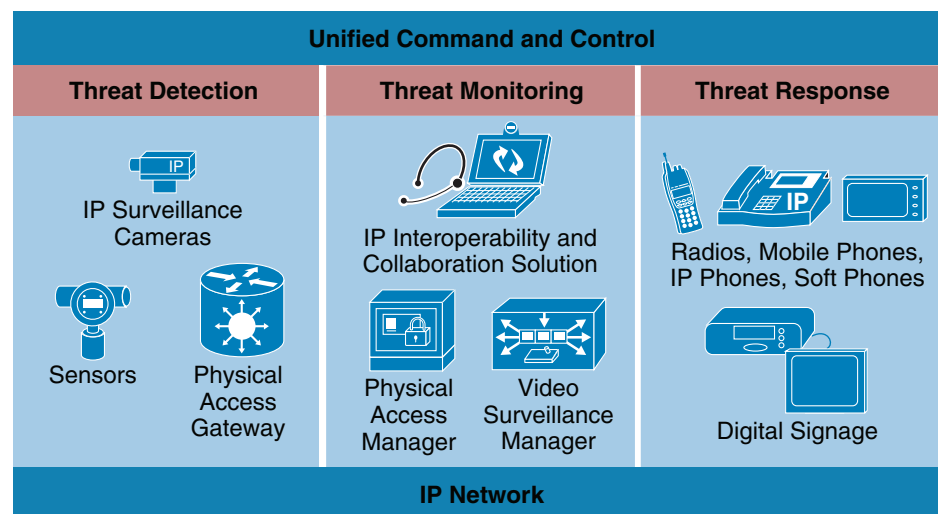 Unified Command and Control
Threat Detection
IP
IP Surveillance
Cameras
Sensors
Physical
Access
Gateway
Threat Monitoring
IP Interoperability and
Collaboration Solution
Physical
Access
Manager
Video
Surveillance
Manager
Threat Response
IP
Radios, Mobile Phones,
IP Phones, Soft Phones
Digital Signage
IP Network